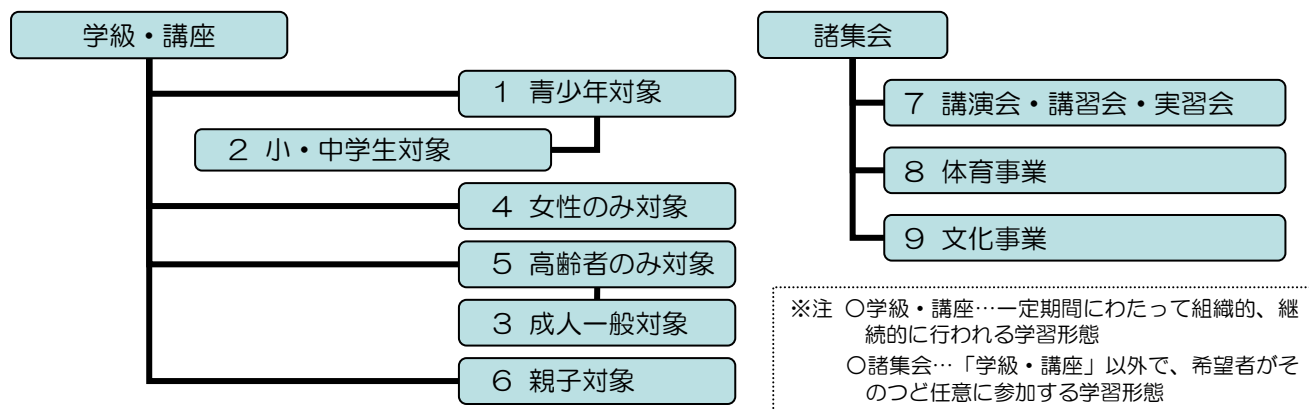 学級・講座
1 青少年対象
2 小・中学生対象
4 女性のみ対象
5 高齢者のみ対象
3 成人一般対象
6 親子対象
諸集会
7 講演会・講習会・実習会
8 体育事業
9 文化事業
※注 ○学級・講座…一定期間にわたって組織的、継
続的に行われる学習形態
○諸集会…「学級・講座」以外で、希望者がそ
のつど任意に参加する学習形態